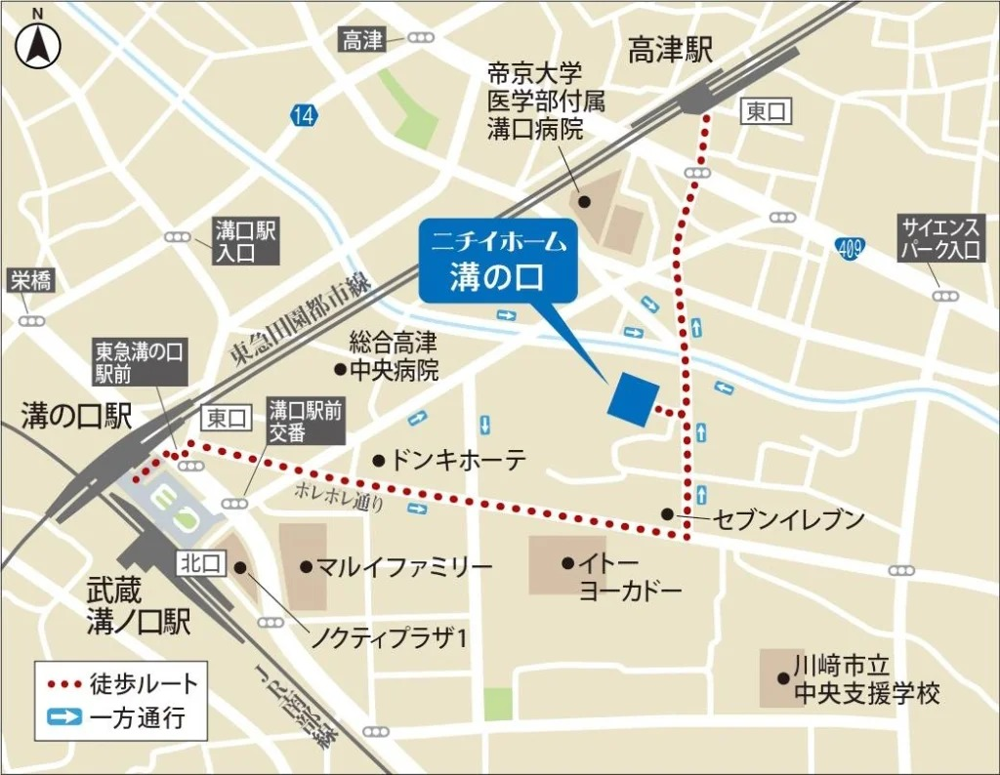 N
高津
高津駅
帝京大学
医学部付属
溝口病院
東口
14
溝口駅
入口
ニチイホーム
溝の口
409
サイエンス
パーク入口
栄橋
東急田園都市線
東急溝の口
駅前
総合高津
中央病院
溝の口駅
東口
溝口駅前
交番
ドンキホーテ
ホレホレ通り
セブンイレブン
北口
マルイファミリー
イトー
ヨーカドー
武蔵
溝ノ口駅
ノクティプラザ1
JR南部線
川﨑市立
中央支援学校
徒歩ルート
一方通行